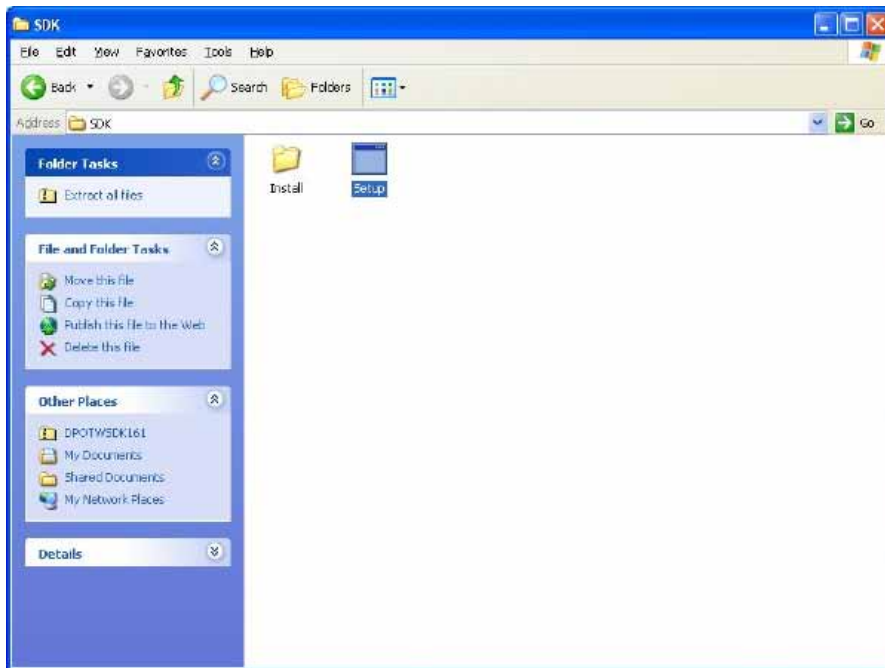 SDK
File Edit View Favorites Tools Help
Back Search Folders
Address SDK Go
Folder Tasks
Extract all files
File and Folder Tasks
Move this file
Copy this file
Publish this file to the Web
Delete this file
Other Places
DPOTWSDK161
My Documents
Shared Documents
My Network Places
Details
Install Setup